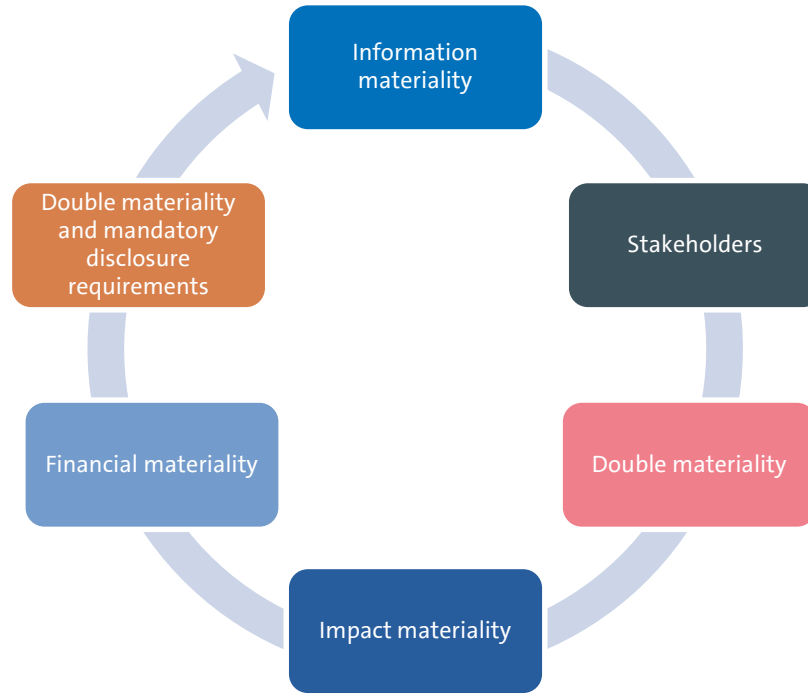 Information
materiality
Stakeholders
Double materiality
Impact materiality
Financial materiality
Double materiality
and mandatory
disclosure
requirements